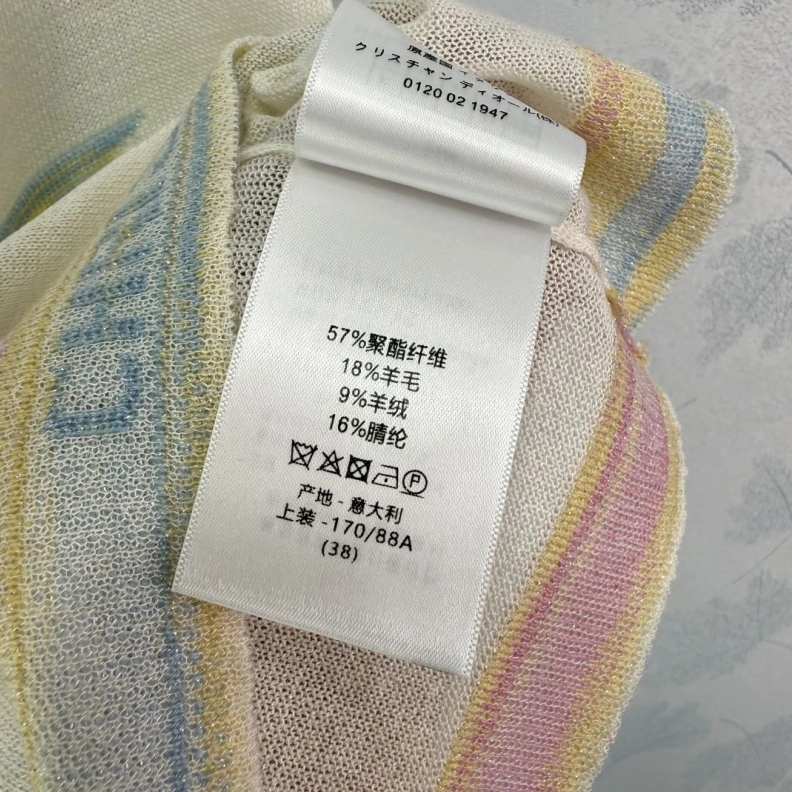 クリスチャン ディオール(株)
0120 02 1947
57%聚酯纤维
18%羊毛
9%羊绒
16%腈纶
P
产地 - 意大利
上装 -170/88A
(38)